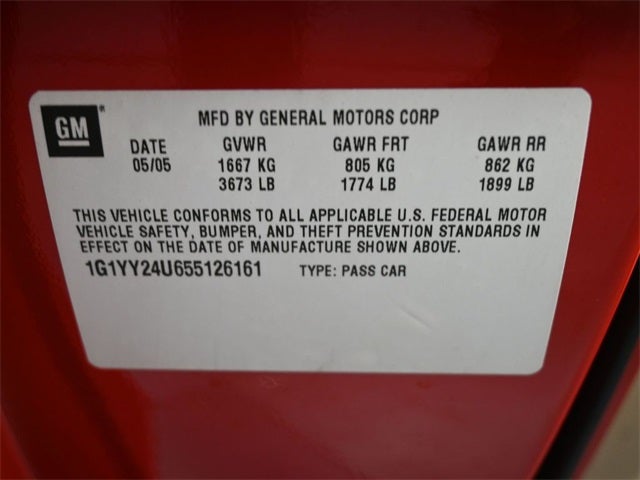 GM® MFD BY GENERAL MOTORS CORP
DATE GVWR GAWR FRT GAWR RR
05/05 1667 KG 805 KG 862 KG
3673 LB 1774 LB 1899 LB
THIS VEHICLE CONFORMS TO ALL APPLICABLE U.S. FEDERAL MOTOR
VEHICLE SAFETY, BUMPER, AND THEFT PREVENTION STANDARDS IN
EFFECT ON THE DATE OF MANUFACTURE SHOWN ABOVE.
1G1YY24U655126161 TYPE: PASS CAR